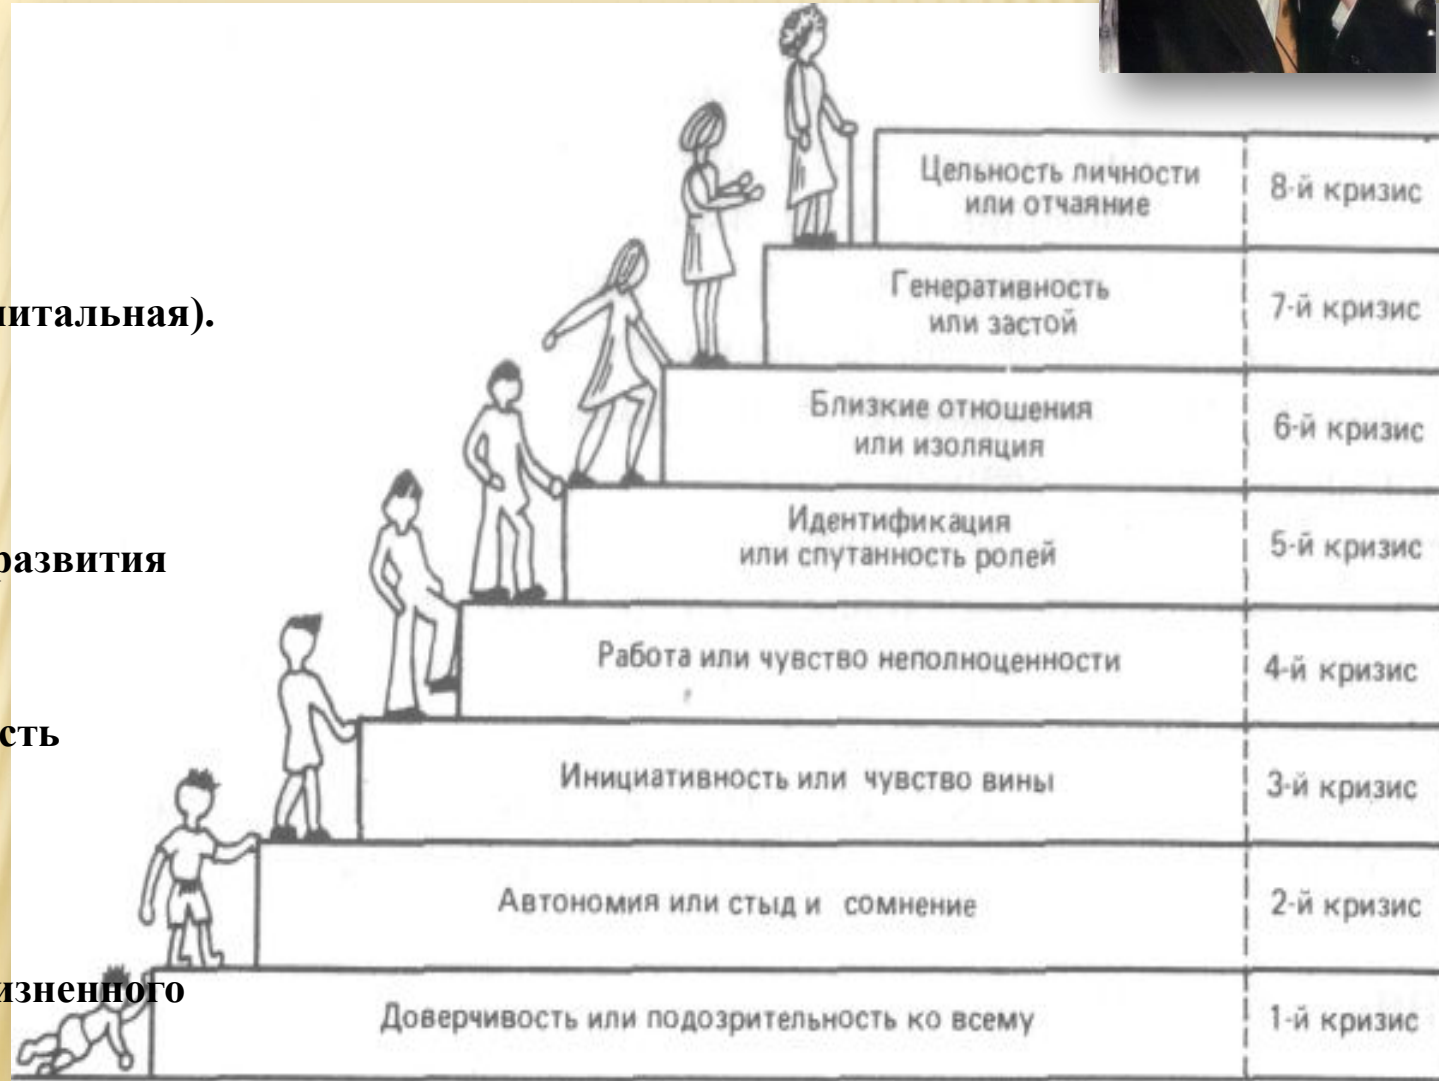 Цельность личности
или отчаяние
8-й кризис
Генеративность
или застой
7-й кризис
нитальная).
Близкие отношения
или изоляция
6-й кризис
Идентификация
или спутанность ролей
5-й кризис
развития
Работа или чувство неполноценности
4-й кризис
сть
Инициативность или чувство вины
3-й кризис
Автономия или стыд и сомнение
2-й кризис
изненного
Доверчивость или подозрительность ко всему
1-й кризис